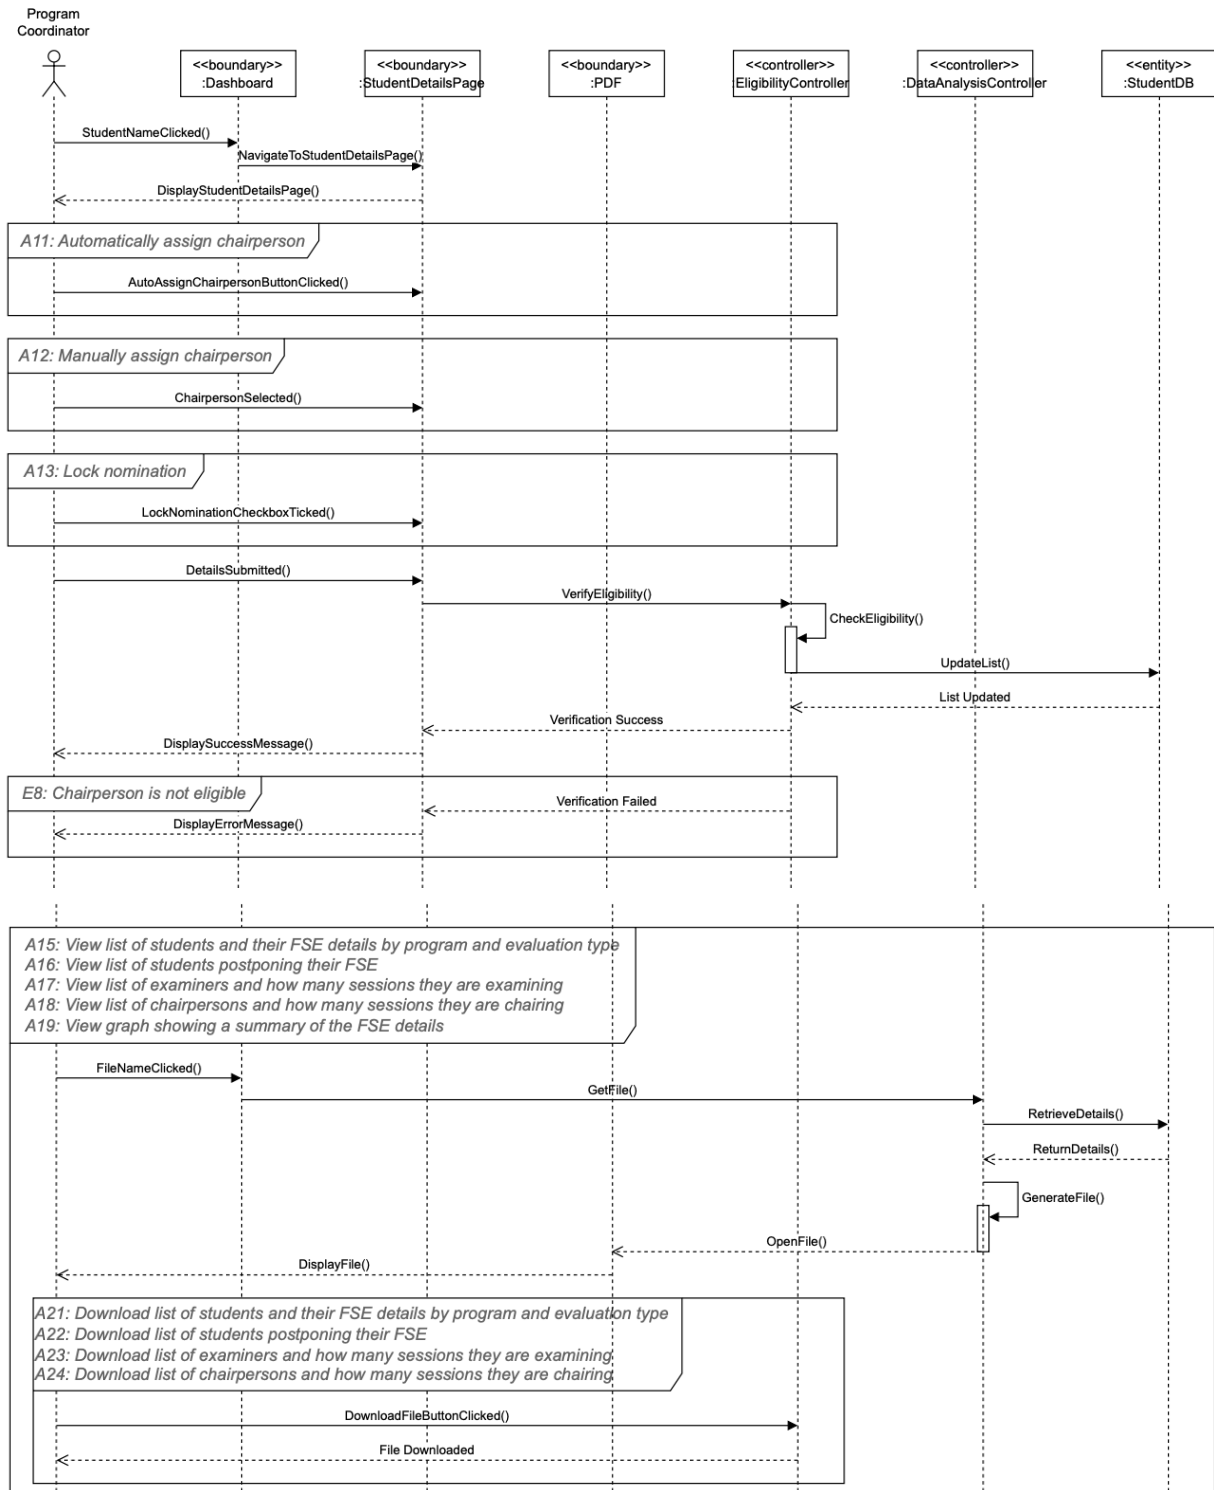 Program
Coordinator
<<boundary>>
:Dashboard
<<boundary>>
:StudentDetailsPage
<<boundary>>
:PDF
<<controller>>
:EligibilityController
<<controller>>
:DataAnalysisController
<<entity>>
:StudentDB
StudentNameClicked()
NavigateToStudentDetailsPage()
DisplayStudentDetailsPage()
A11: Automatically assign chairperson
AutoAssignChairpersonButtonClicked()
A12: Manually assign chairperson
ChairpersonSelected()
A13: Lock nomination
LockNominationCheckboxTicked()
DetailsSubmitted()
VerifyEligibility()
CheckEligibility()
UpdateList()
List Updated
Verification Success
DisplaySuccessMessage()
E8: Chairperson is not eligible
Verification Failed
DisplayErrorMessage()
A15: View list of students and their FSE details by program and evaluation type
A16: View list of students postponing their FSE
A17: View list of examiners and how many sessions they are examining
A18: View list of chairpersons and how many sessions they are chairing
A19: View graph showing a summary of the FSE details
FileNameClicked()
GetFile()
RetrieveDetails()
ReturnDetails()
GenerateFile()
OpenFile()
DisplayFile()
A21: Download list of students and their FSE details by program and evaluation type
A22: Download list of students postponing their FSE
A23: Download list of examiners and how many sessions they are examining
A24: Download list of chairpersons and how many sessions they are chairing
DownloadFileButtonClicked()
File Downloaded